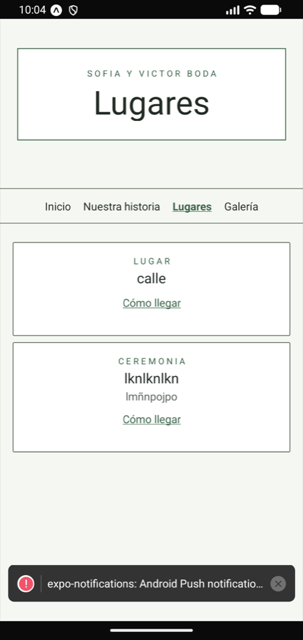 10:04
SOFIA Y VICTOR BODA
Lugares
Inicio Nuestra historia Lugares Galería
LUGAR
calle
Cómo llegar
CEREMONIA
lknlknlkn
lmñnpojpo
Cómo llegar
expo-notifications: Android Push notificatio...